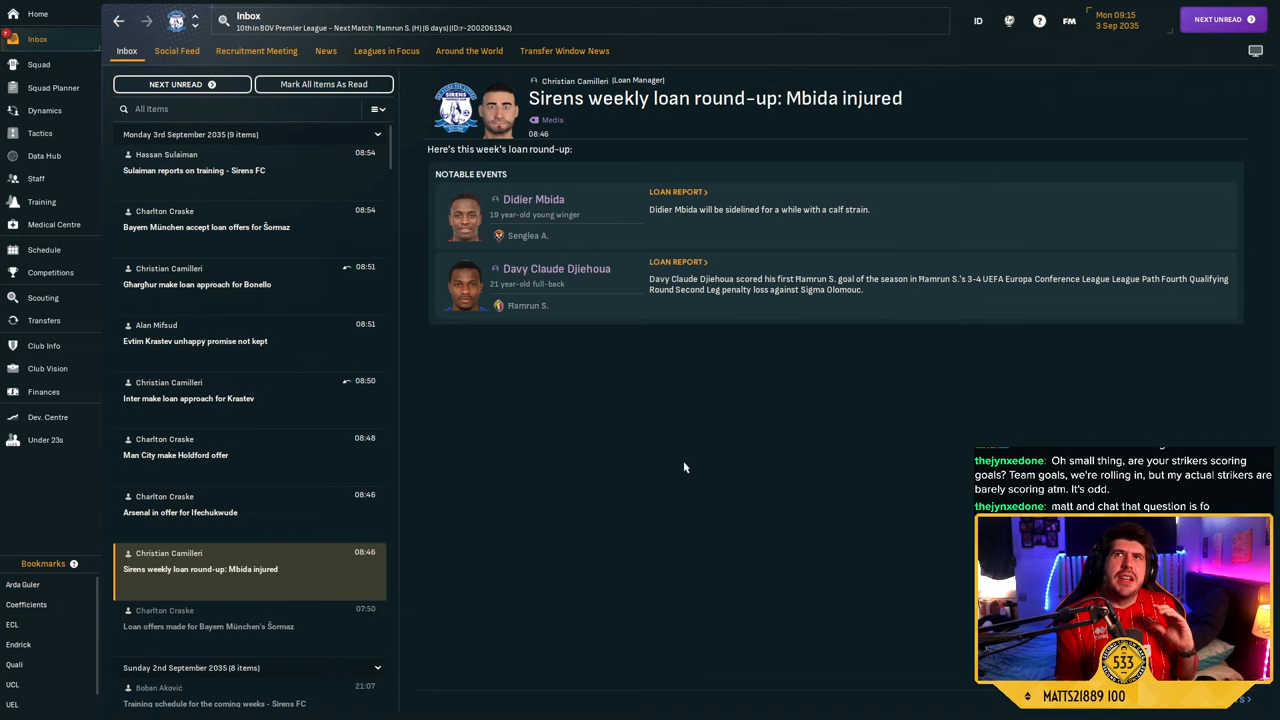 Home
7
Inbox
Squad
Squad Planner
Dynamics
Tactics
Data Hub
Staff
Training
Medical Centre
Schedule
Competitions
Scouting
Transfers
Club Info
Club Vision
Finances
Dev. Centre
Under 23s
Bookmarks ?
Arda Guler
Coefficients
ECL
Endrick
Quali
UCL
UEL
Inbox
10th in BOV Premier League - Next Match: Ħamrun S. (H) (6 days) (ID:r-2002061342)
ID
?
FM
Mon 09:15
3 Sep 2035
NEXT UNREAD
Inbox
Social Feed
Recruitment Meeting
News
Leagues in Focus
Around the World
Transfer Window News
NEXT UNREAD
Mark All Items As Read
All Items
Monday 3rd September 2035 (9 items)
Hassan Sulaiman 08:54
Sulaiman reports on training - Sirens FC
Charlton Craske 08:54
Bayern München accept loan offers for Šormaz
Christian Camilleri 08:51
Għargħur make loan approach for Bonello
Alan Mifsud 08:51
Evtim Krastev unhappy promise not kept
Christian Camilleri 08:50
Inter make loan approach for Krastev
Charlton Craske 08:48
Man City make Holdford offer
Charlton Craske 08:46
Arsenal in offer for Ifechukwude
Christian Camilleri 08:46
Sirens weekly loan round-up: Mbida injured
Charlton Craske 07:50
Loan offers made for Bayern München's Šormaz
Sunday 2nd September 2035 (8 items)
Boban Aković 21:07
Training schedule for the coming weeks - Sirens FC
SIRENS
Christian Camilleri (Loan Manager)
Sirens weekly loan round-up: Mbida injured
Media
08:46
Here's this week's loan round-up:
NOTABLE EVENTS
Didier Mbida
19 year-old young winger
Senglea A.
LOAN REPORT
Didier Mbida will be sidelined for a while with a calf strain.
Davy Claude Djiehoua
21 year-old full-back
Ħamrun S.
LOAN REPORT
Davy Claude Djiehoua scored his first Ħamrun S. goal of the season in Ħamrun S.'s 3-4 UEFA Europa Conference League League Path Fourth Qualifying
Round Second Leg penalty loss against Sigma Olomouc.
thejynxedone: Oh small thing, are your strikers scoring
goals? Team goals, we're rolling in, but my actual strikers are
barely scoring atm. It's odd.
thejynxedone: matt and chat that question is fo
533
MATTS21889 100